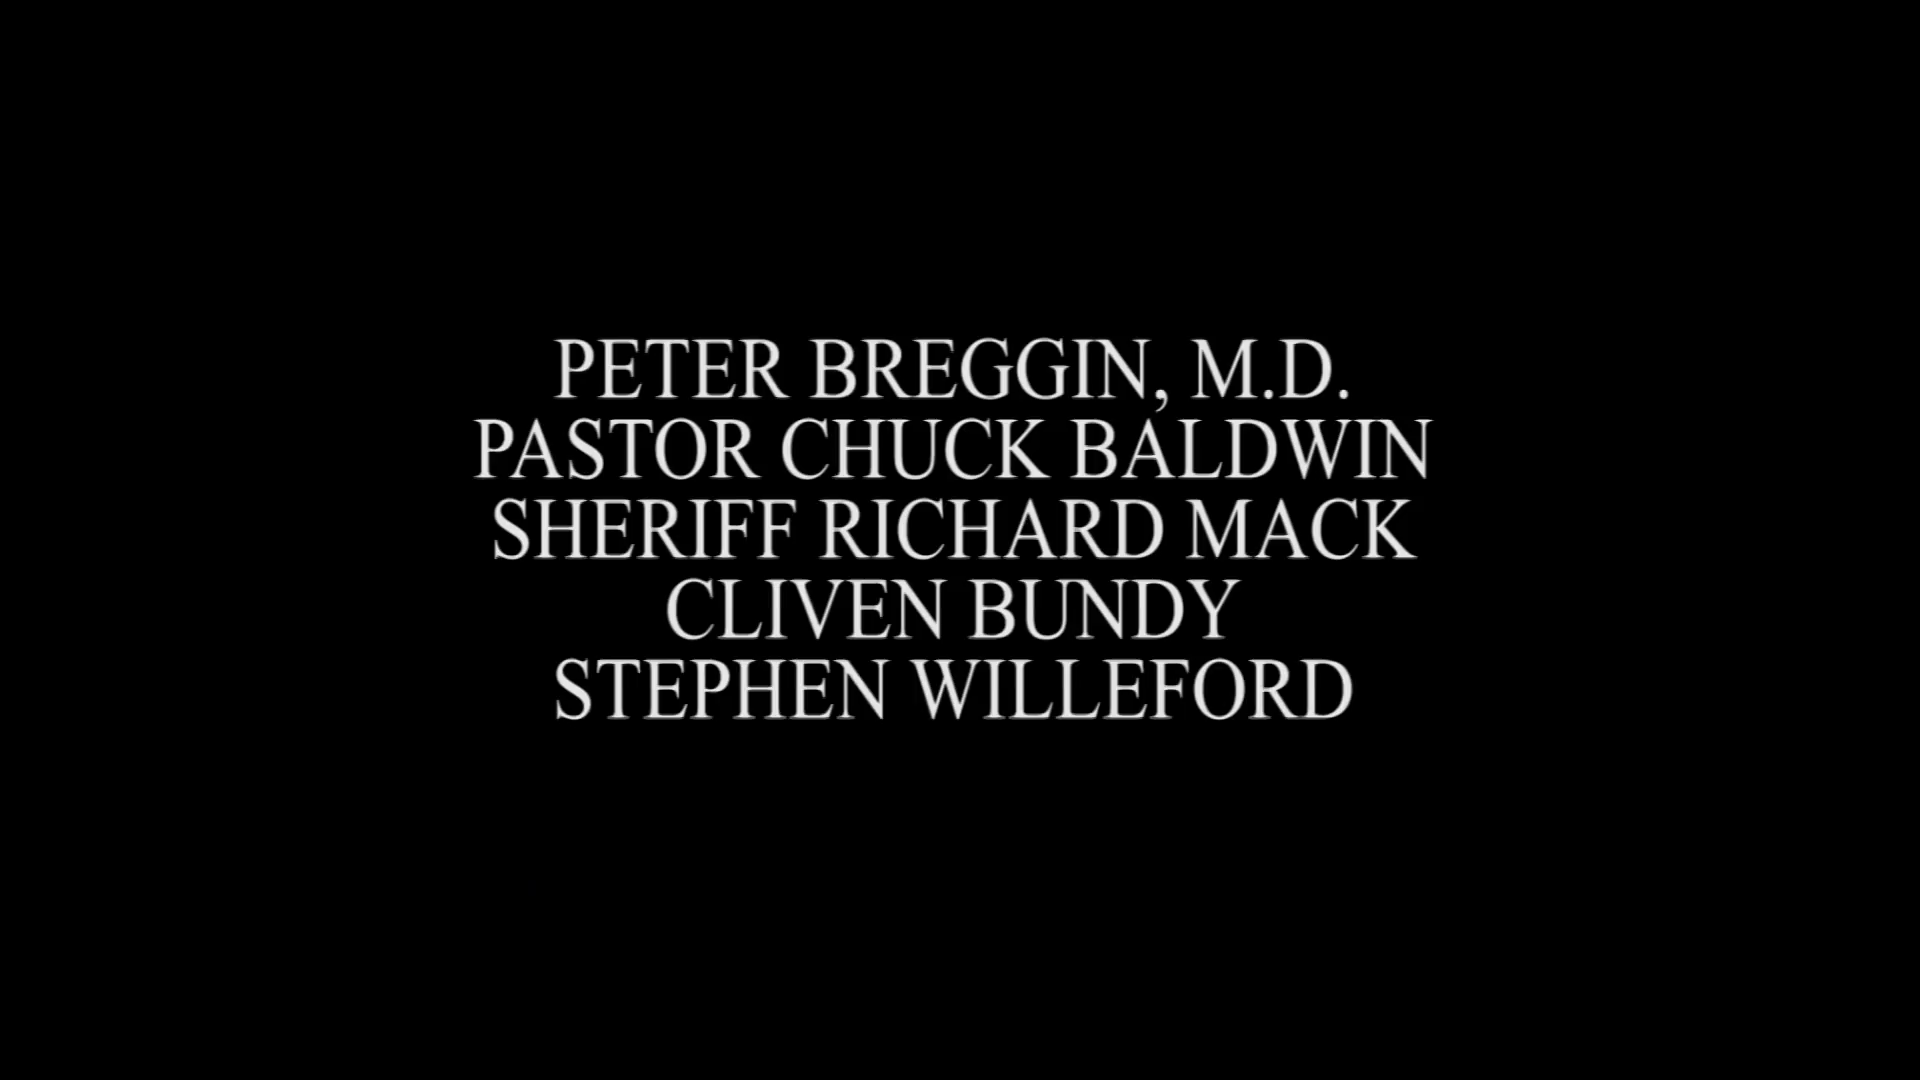 PETER BREGGIN, M.D.
PASTOR CHUCK BALDWIN
SHERIFF RICHARD MACK
CLIVEN BUNDY
STEPHEN WILLEFORD